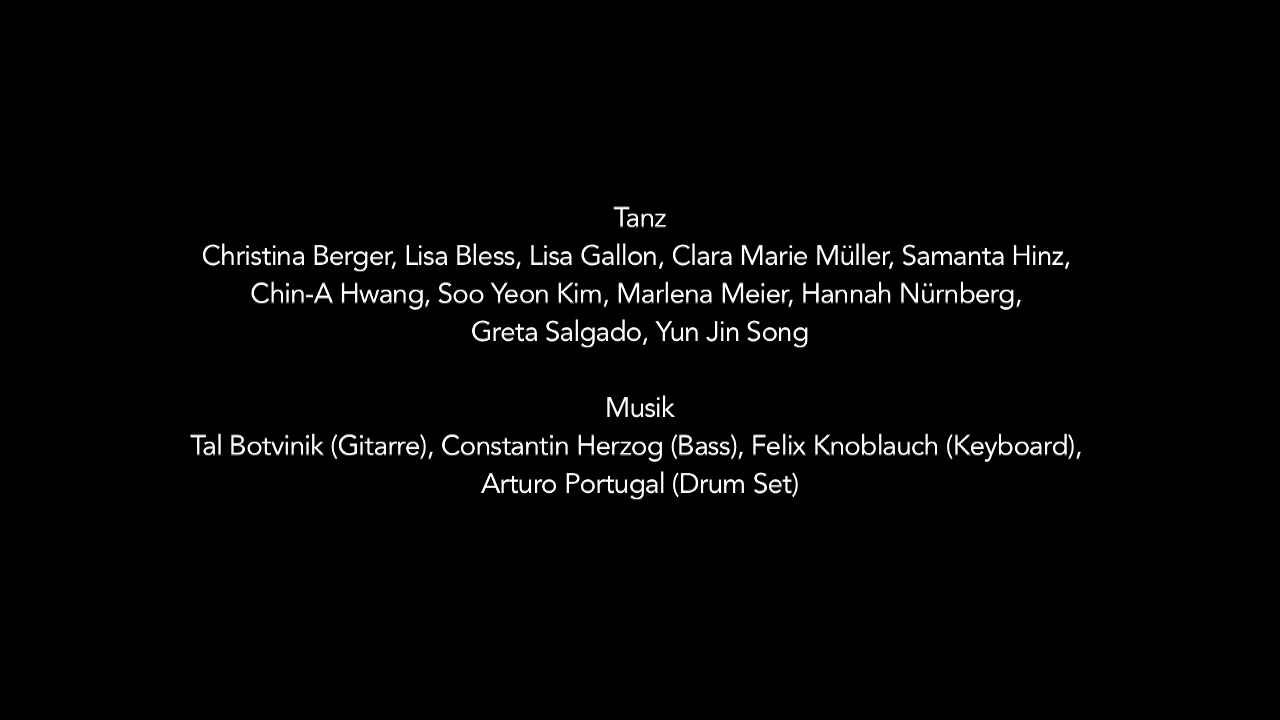 Tanz
Christina Berger, Lisa Bless, Lisa Gallon, Clara Marie Müller, Samanta Hinz,
Chin-A Hwang, Soo Yeon Kim, Marlena Meier, Hannah Nürnberg,
Greta Salgado, Yun Jin Song
Musik
Tal Botvinik (Gitarre), Constantin Herzog (Bass), Felix Knoblauch (Keyboard),
Arturo Portugal (Drum Set)